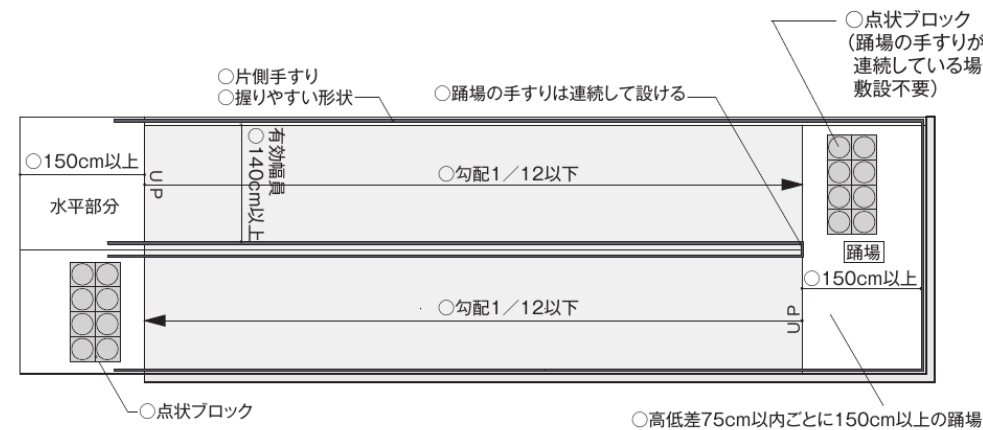 ○点状ブロック
（踊場の手すりが
連続している場
敷設不要）
○片側手すり
○握りやすい形状
○踊場の手すりは連続して設ける
○150cm以上
水平部分
UP
○有効幅員
140cm以上
○勾配1／12以下
踊場
○150cm以上
○勾配1／12以下
UP
○点状ブロック
○高低差75cm以内ごとに150cm以上の踊場